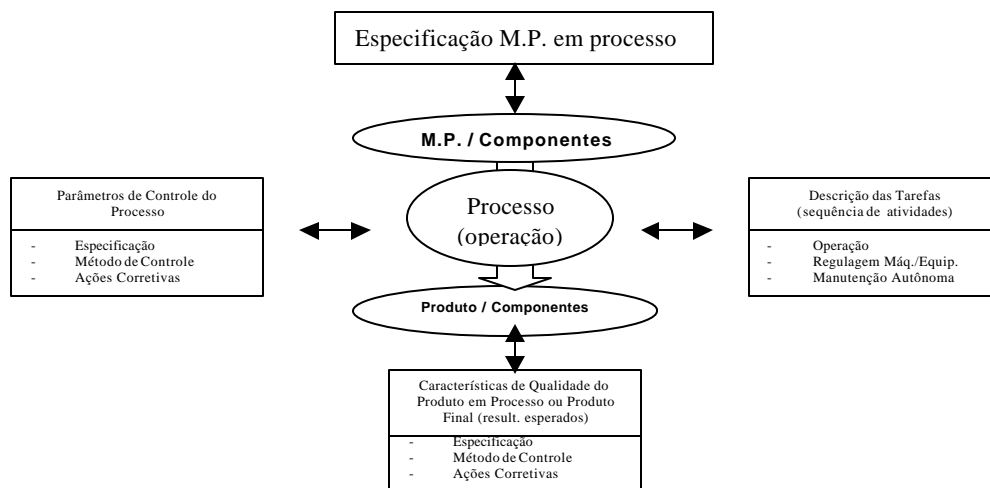 Especificação M.P. em processo
M.P. / Componentes
Parâmetros de Controle do
Processo
- Especificação
- Método de Controle
- Ações Corretivas
Processo
(operação)
Descrição das Tarefas
(sequência de atividades)
- Operação
- Regulagem Máq./Equip.
- Manutenção Autônoma
Produto / Componentes
Características de Qualidade do
Produto em Processo ou Produto
Final (result. esperados)
- Especificação
- Método de Controle
- Ações Corretivas